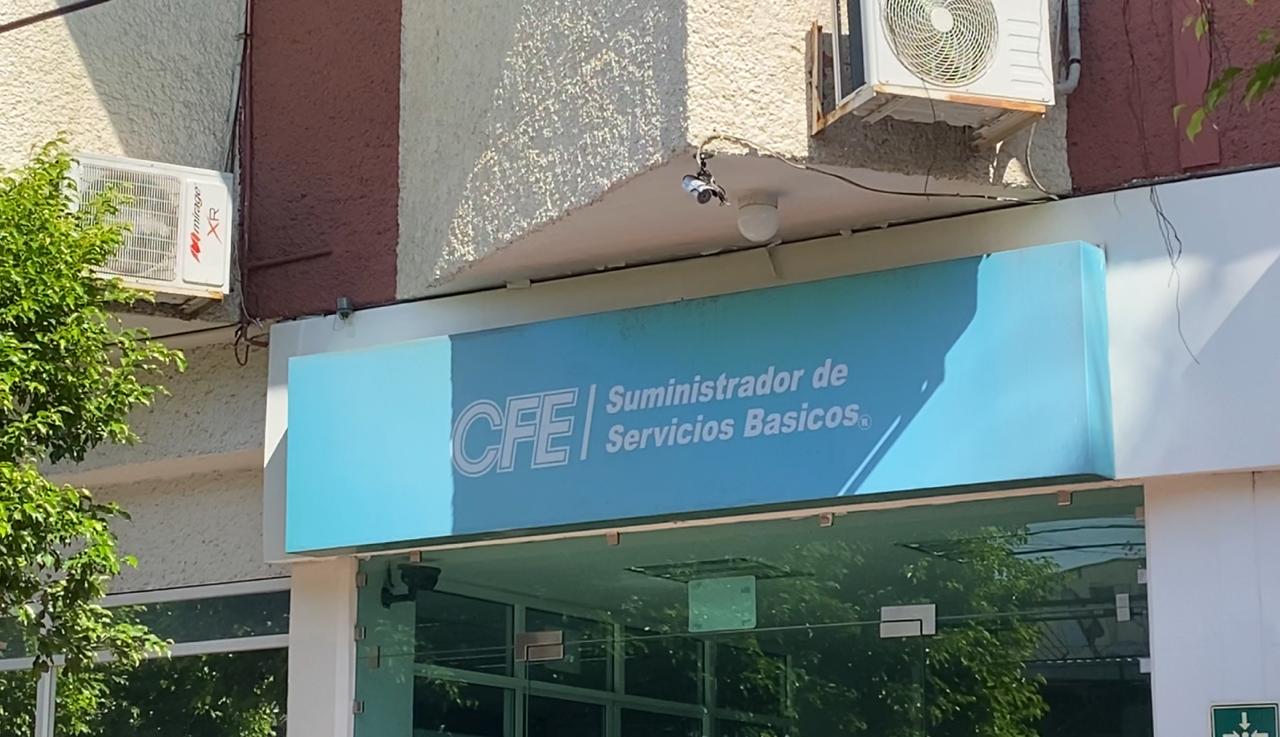 mirage
XR
CFE
Suministrador de
Servicios Basicos®